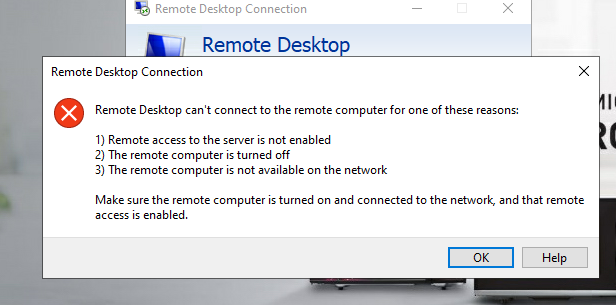 Remote Desktop Connection
Remote Desktop
Remote Desktop Connection
Remote Desktop can't connect to the remote computer for one of these reasons:
1) Remote access to the server is not enabled
2) The remote computer is turned off
3) The remote computer is not available on the network
Make sure the remote computer is turned on and connected to the network, and that remote
access is enabled.
OK
Help